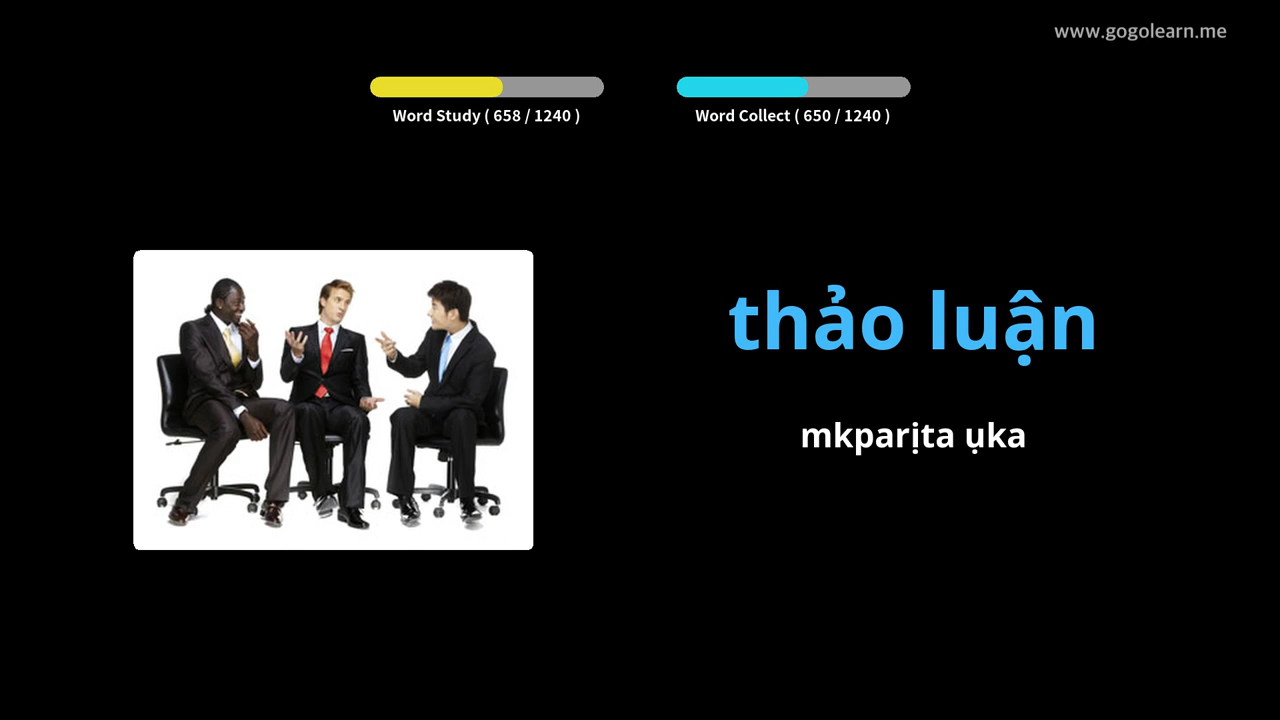 www.gogolearn.me
Word Study ( 658 / 1240 )
Word Collect ( 650 / 1240 )
thảo luận
mkparịta ụka